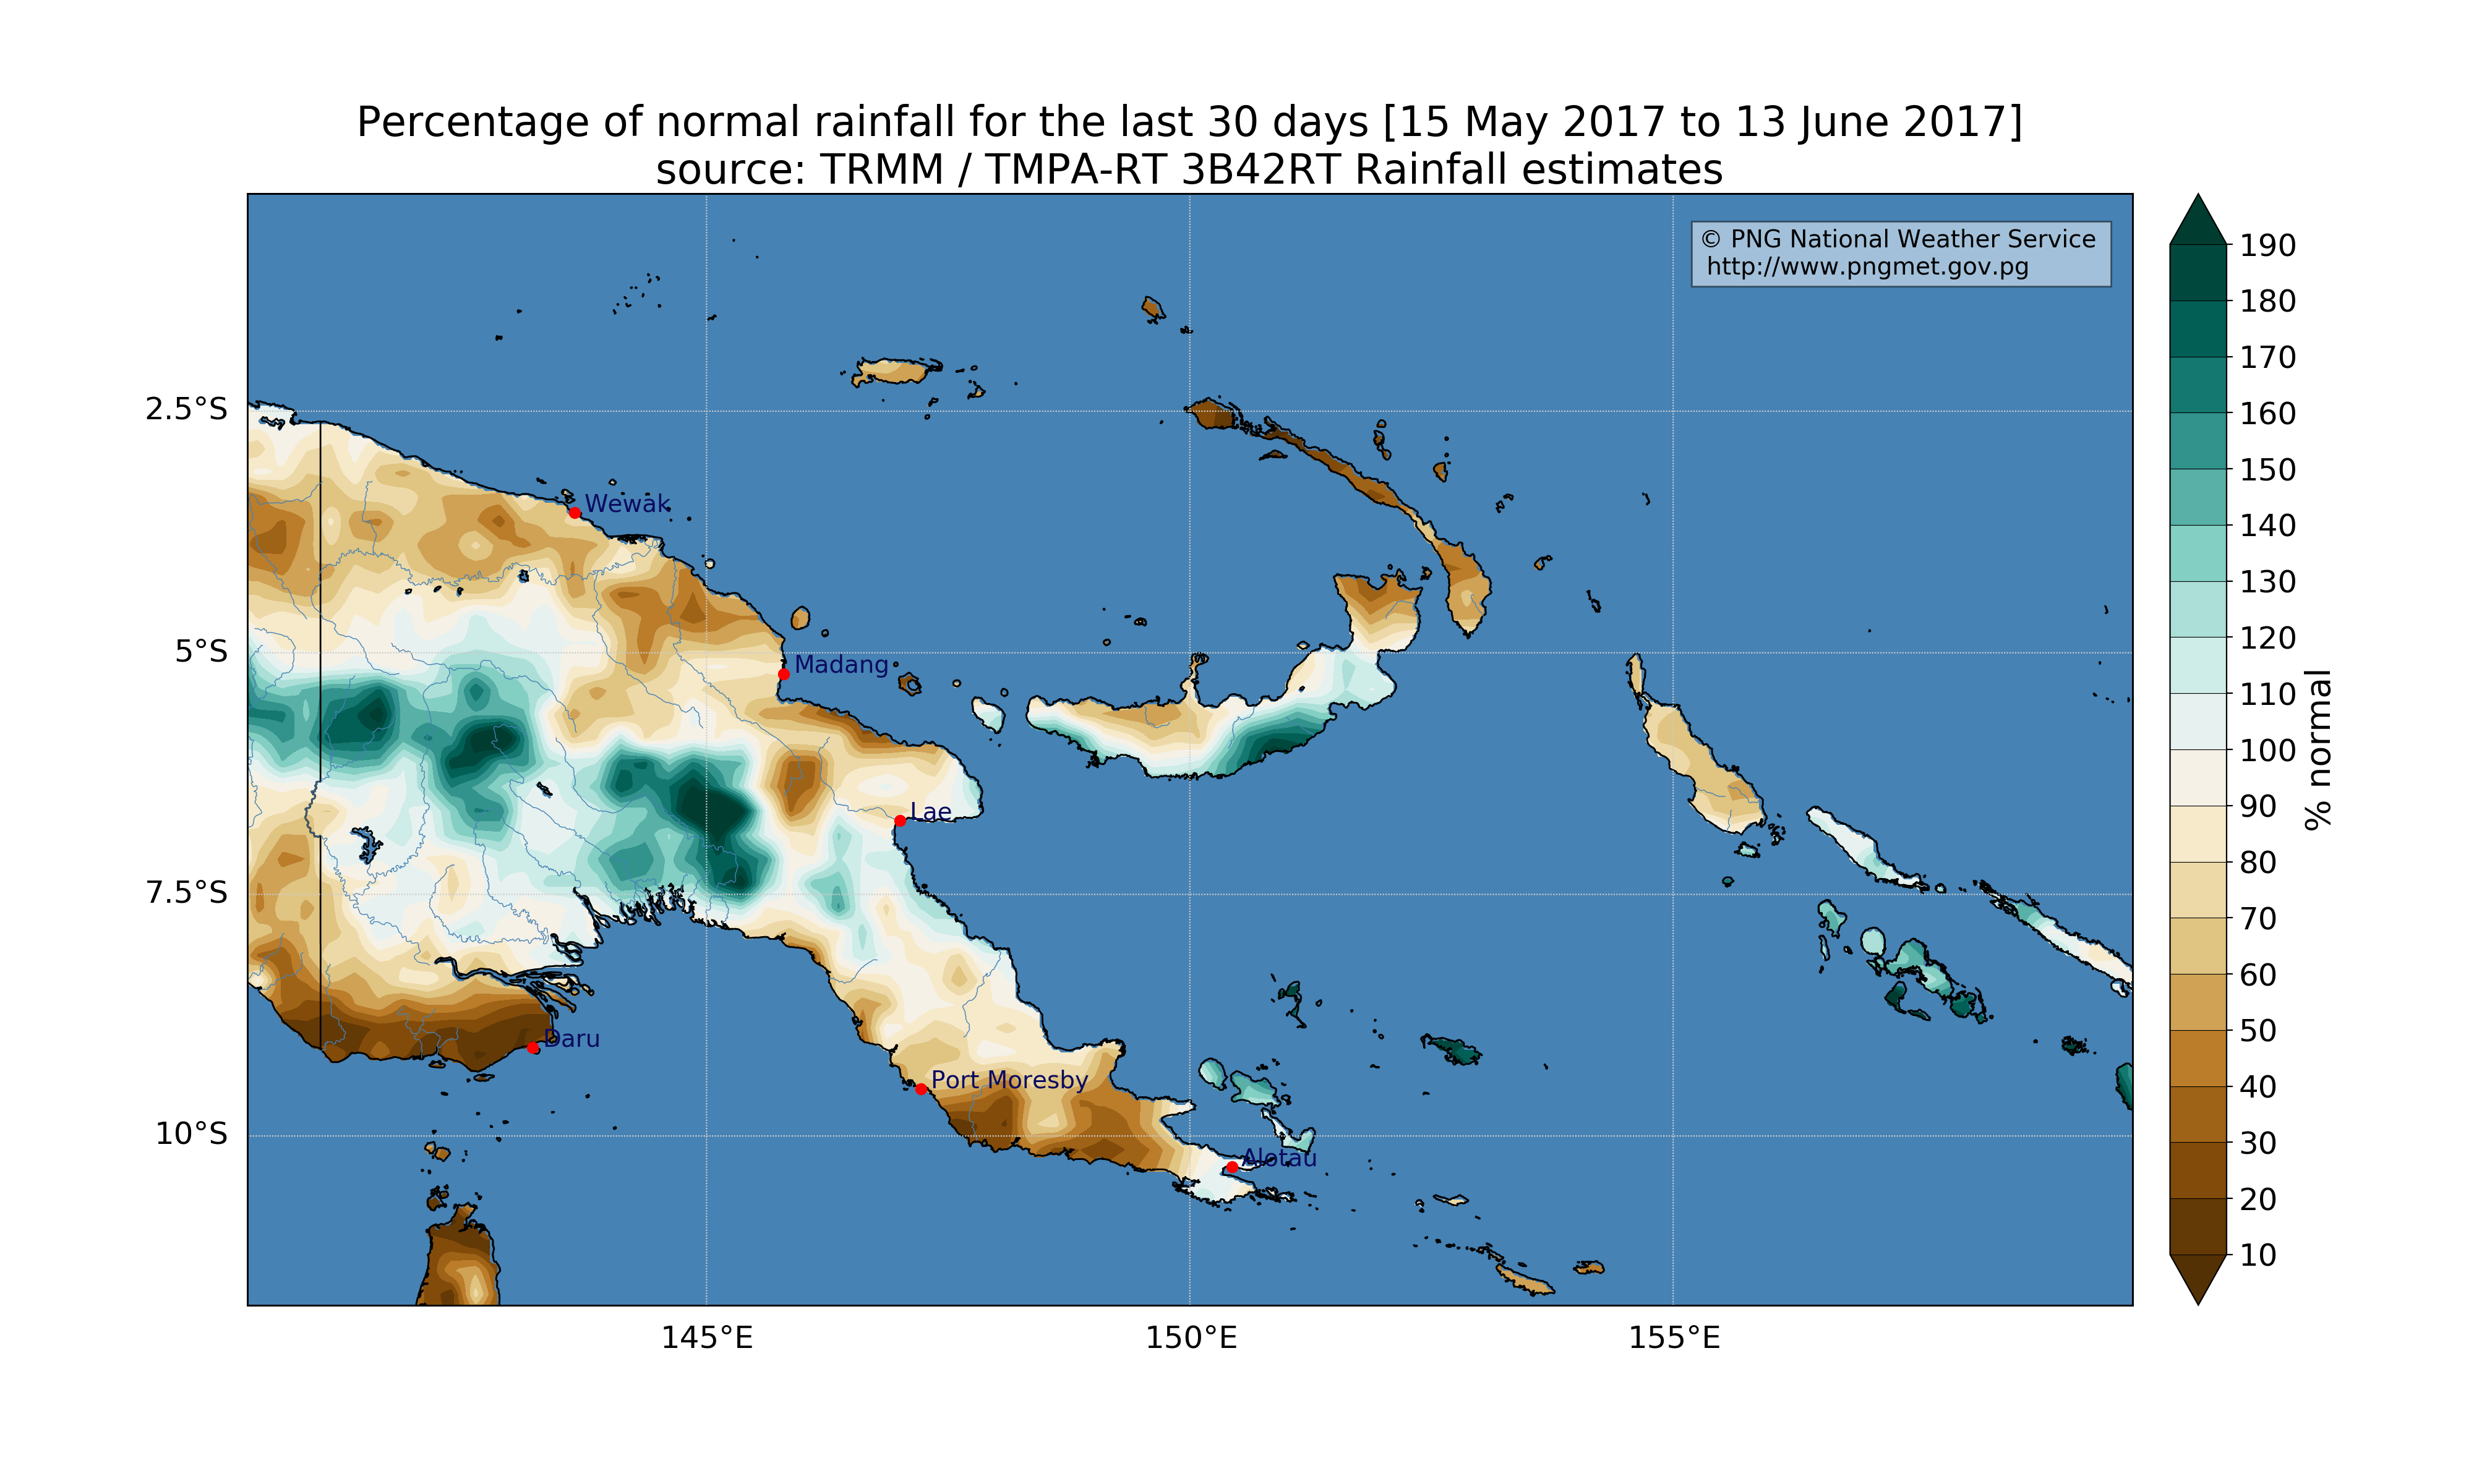 Percentage of normal rainfall for the last 30 days [15 May 2017 to 13 June 2017]
source: TRMM / TMPA-RT 3B42RT Rainfall estimates
© PNG National Weather Service
http://www.pngmet.gov.pg
190
180
170
160
150
140
130
120
110
100
90
80
70
60
50
40
30
20
10
% normal
2.5°S
5°S
7.5°S
10°S
Wewak
Madang
Lae
Daru
Port Moresby
Alotau
145°E
150°E
155°E